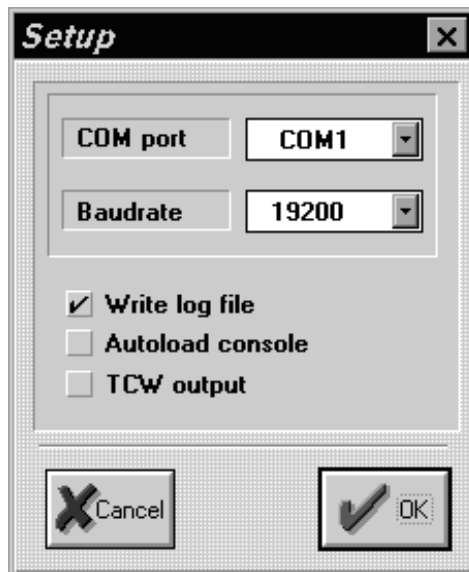 Setup
COM port COM1
Baudrate 19200
Write log file
Autoload console
TCW output
Cancel OK